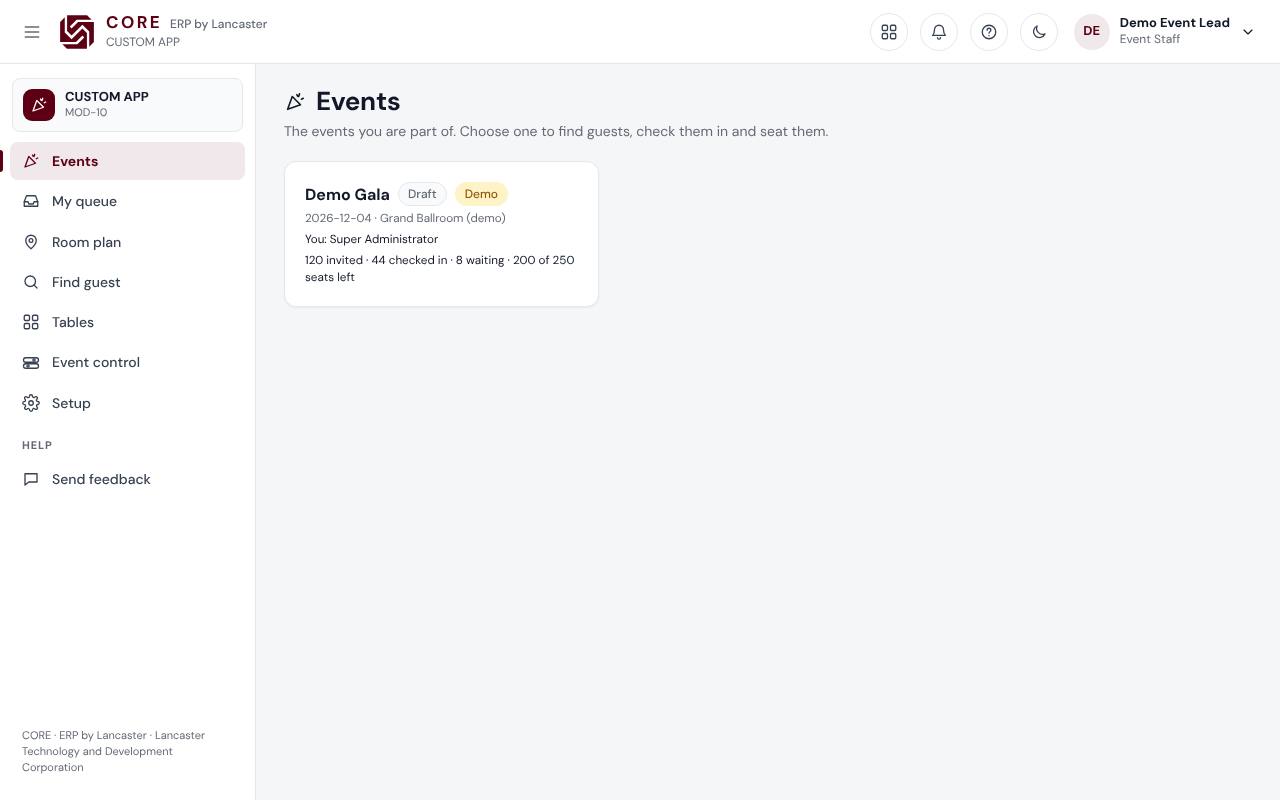 CORE ERP by Lancaster
CUSTOM APP
DE
Demo Event Lead
Event Staff
CUSTOM APP
MOD-10
Events
My queue
Room plan
Find guest
Tables
Event control
Setup
HELP
Send feedback
CORE · ERP by Lancaster · Lancaster
Technology and Development
Corporation
Events
The events you are part of. Choose one to find guests, check them in and seat them.
Demo Gala Draft Demo
2026-12-04 · Grand Ballroom (demo)
You: Super Administrator
120 invited · 44 checked in · 8 waiting · 200 of 250
seats left